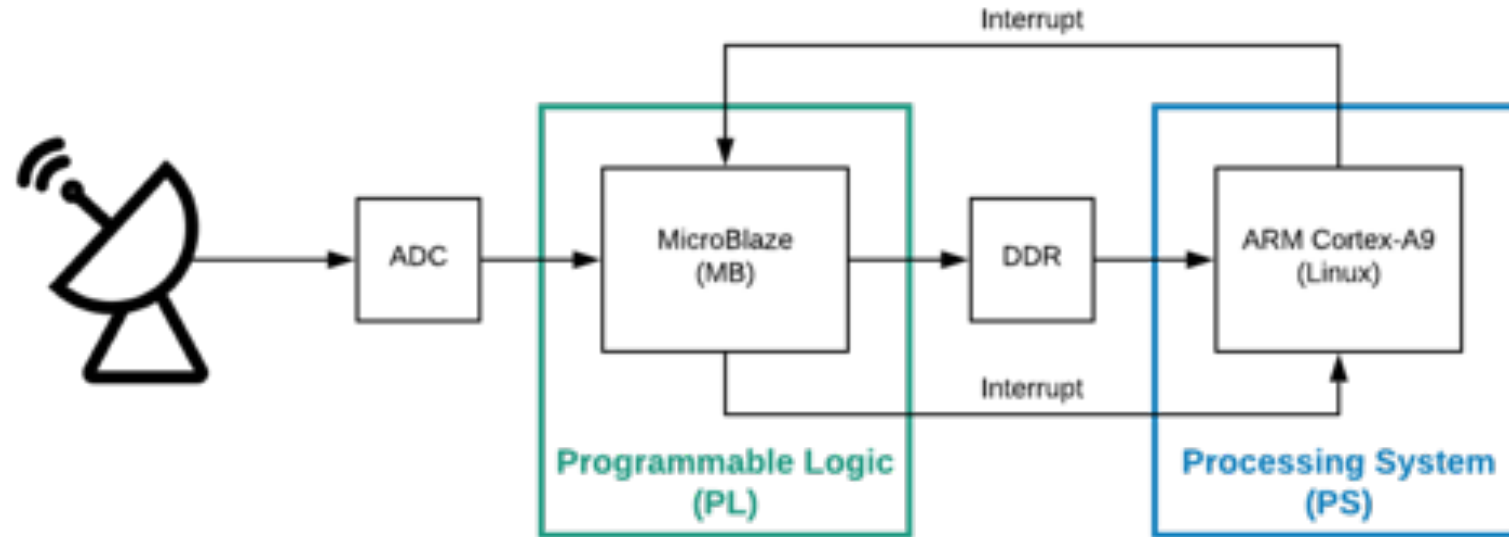 Interrupt
ADC
MicroBlaze
(MB)
DDR
ARM Cortex-A9
(Linux)
Interrupt
Programmable Logic
(PL)
Processing System
(PS)